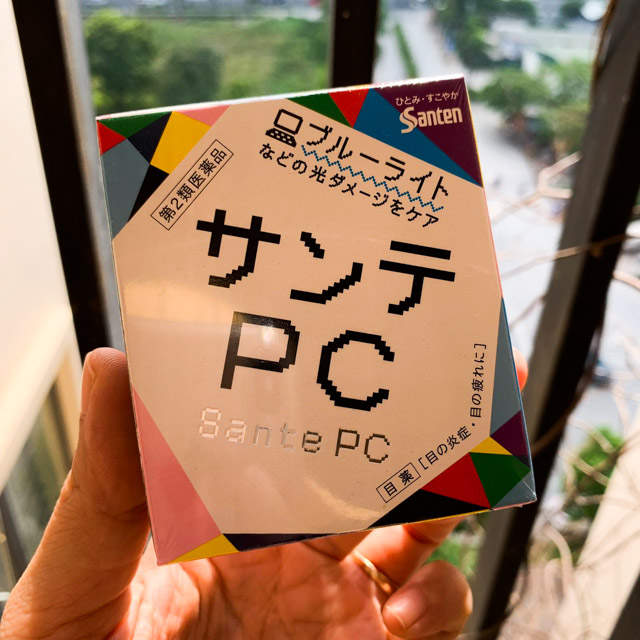 ひとみ・すこやか
Santen
ブルーライト
などの光ダメージをケア
第2類医薬品
サンテ
PC
Sante PC
目薬 [目の炎症・目の疲れに]